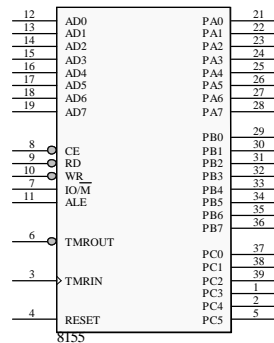 12 AD0 PA0 21
13 AD1 PA1 22
14 AD2 PA2 23
15 AD3 PA3 24
16 AD4 PA4 25
17 AD5 PA5 26
18 AD6 PA6 27
19 AD7 PA7 28
PB0 29
8 CE PB1 30
9 RD PB2 31
10 WR PB3 32
7 IO/M̅ PB4 33
11 ALE PB5 34
PB6 35
PB7 36
6 TMROUT
PC0 37
PC1 38
3 TMRIN PC2 39
PC3 1
PC4 2
4 RESET PC5 5
8155